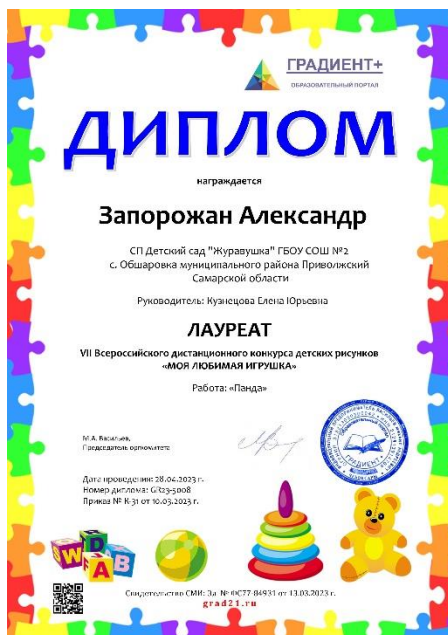 ГРАДИЕНТ+
ОБРАЗОВАТЕЛЬНЫЙ ПОРТАЛ
ДИПЛОМ
награждается
Запорожан Александр
СП Детский сад "Журавушка" ГБОУ СОШ №2
с. Обшаровка муниципального района Приволжский
Самарской области
Руководитель: Кузнецова Елена Юрьевна
ЛАУРЕАТ
VII Всероссийского дистанционного конкурса детских рисунков
«МОЯ ЛЮБИМАЯ ИГРУШКА»
Работа: «Панда»
М.А. Васильев,
Председатель оргкомитета
ГРАДИЕНТ
Дата проведения: 28.04.2023 г.
Номер диплома: GR23-5008
Приказ № К-31 от 10.03.2023 г.
W D A B
Свидетельство СМИ: Эл № ФС77-84931 от 13.03.2023 г.
grad21.ru